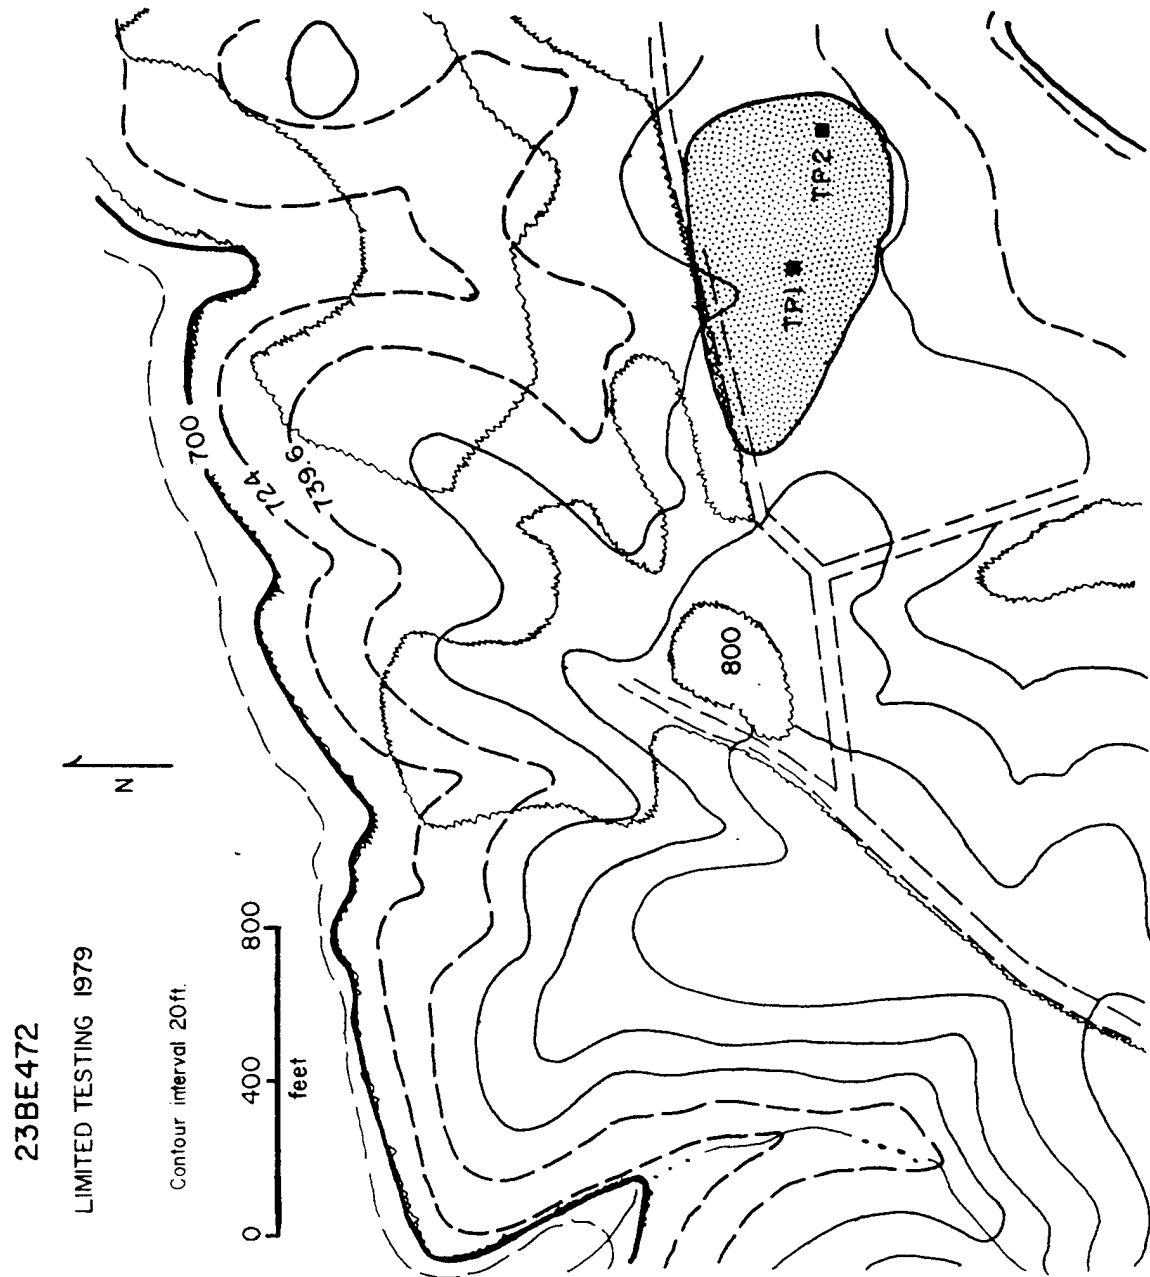 23BE472
LIMITED TESTING 1979
Contour interval 20ft.
0 400 800
feet
N
700
724
739.6
800
TP1
TP2